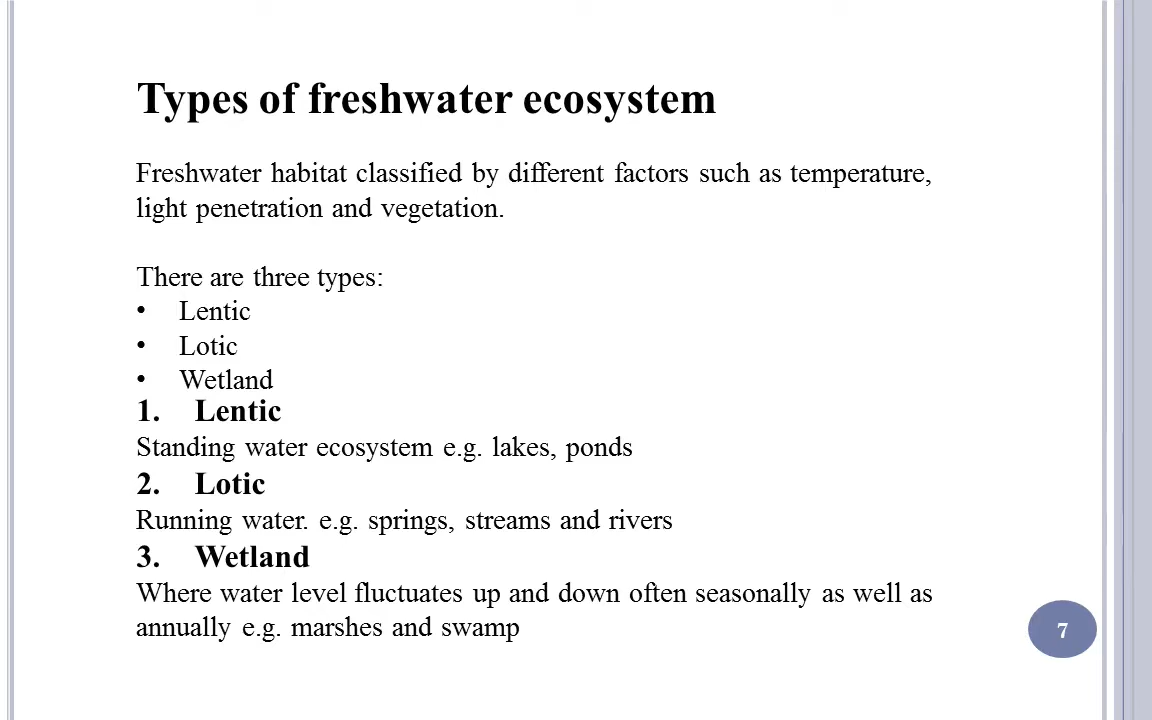 Types of freshwater ecosystem
Freshwater habitat classified by different factors such as temperature,
light penetration and vegetation.
There are three types:
• Lentic
• Lotic
• Wetland
1. Lentic
Standing water ecosystem e.g. lakes, ponds
2. Lotic
Running water. e.g. springs, streams and rivers
3. Wetland
Where water level fluctuates up and down often seasonally as well as
annually e.g. marshes and swamp
7